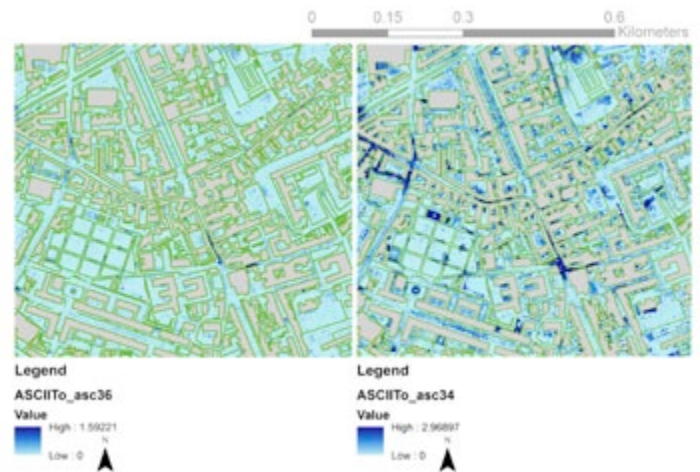 0 0.15 0.3 0.6
Kilometers
Legend
ASCIITo_asc36
Value
High : 1.59221
Low : 0
N
Legend
ASCIITo_asc34
Value
High : 2.96897
Low : 0
N